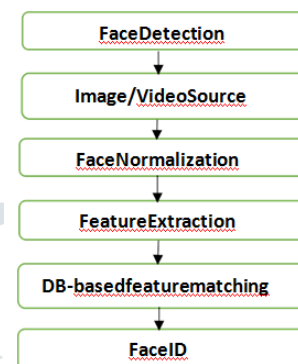 FaceDetection
Image/VideoSource
FaceNormalization
FeatureExtraction
DB-basedfeaturematching
FaceID